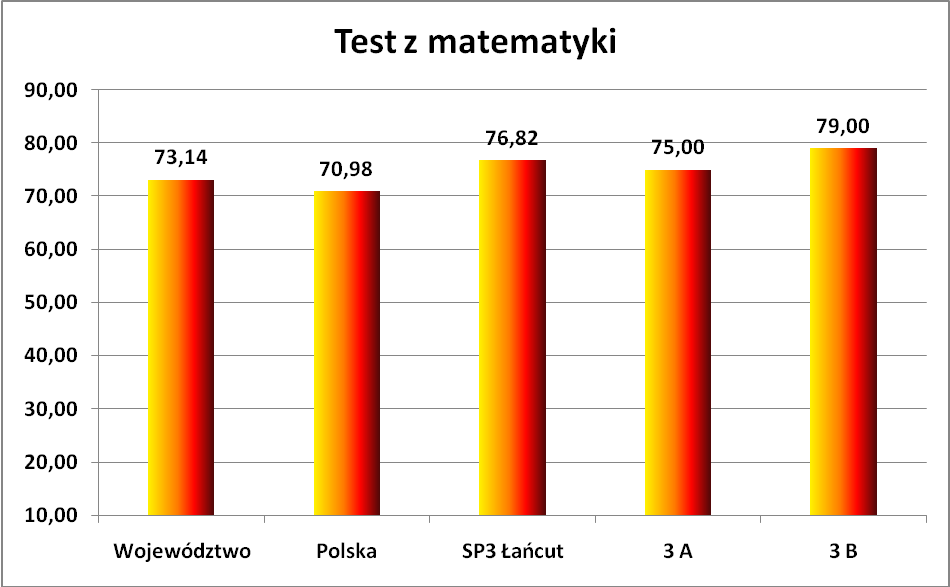 Test z matematyki
90,00
80,00
70,00
60,00
50,00
40,00
30,00
20,00
10,00
73,14
70,98
76,82
75,00
79,00
Województwo
Polska
SP3 Łańcut
3 A
3 B